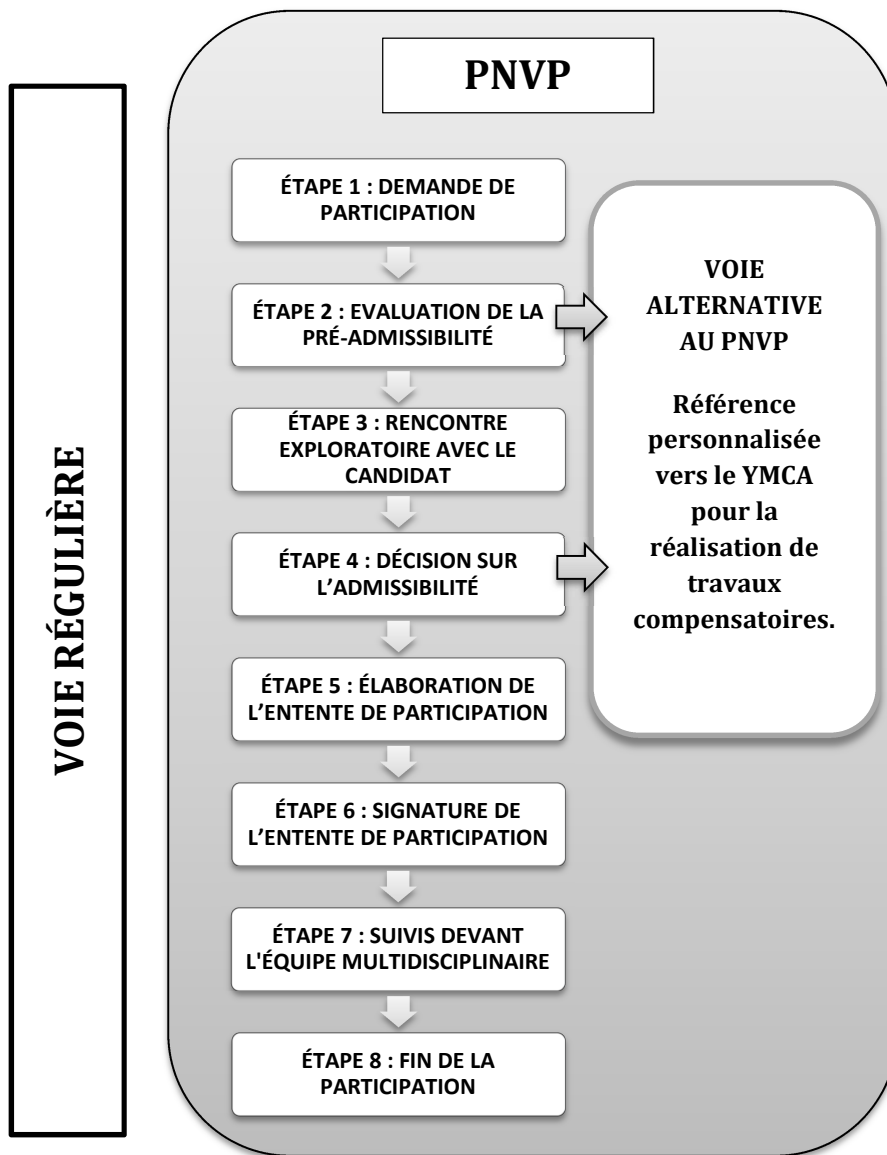 PNVP
VOIE RÉGULIÈRE
ÉTAPE 1 : DEMANDE DE
PARTICIPATION
ÉTAPE 2 : EVALUATION DE LA
PRÉ-ADMISSIBILITÉ
ÉTAPE 3 : RENCONTRE
EXPLORATOIRE AVEC LE
CANDIDAT
ÉTAPE 4 : DÉCISION SUR
L’ADMISSIBILITÉ
ÉTAPE 5 : ÉLABORATION DE
L’ENTENTE DE PARTICIPATION
ÉTAPE 6 : SIGNATURE DE
L’ENTENTE DE PARTICIPATION
ÉTAPE 7 : SUIVIS DEVANT
L'ÉQUIPE MULTIDISCIPLINAIRE
ÉTAPE 8 : FIN DE LA
PARTICIPATION
VOIE
ALTERNATIVE
AU PNVP
Référence
personnalisée
vers le YMCA
pour la
réalisation de
travaux
compensatoires.